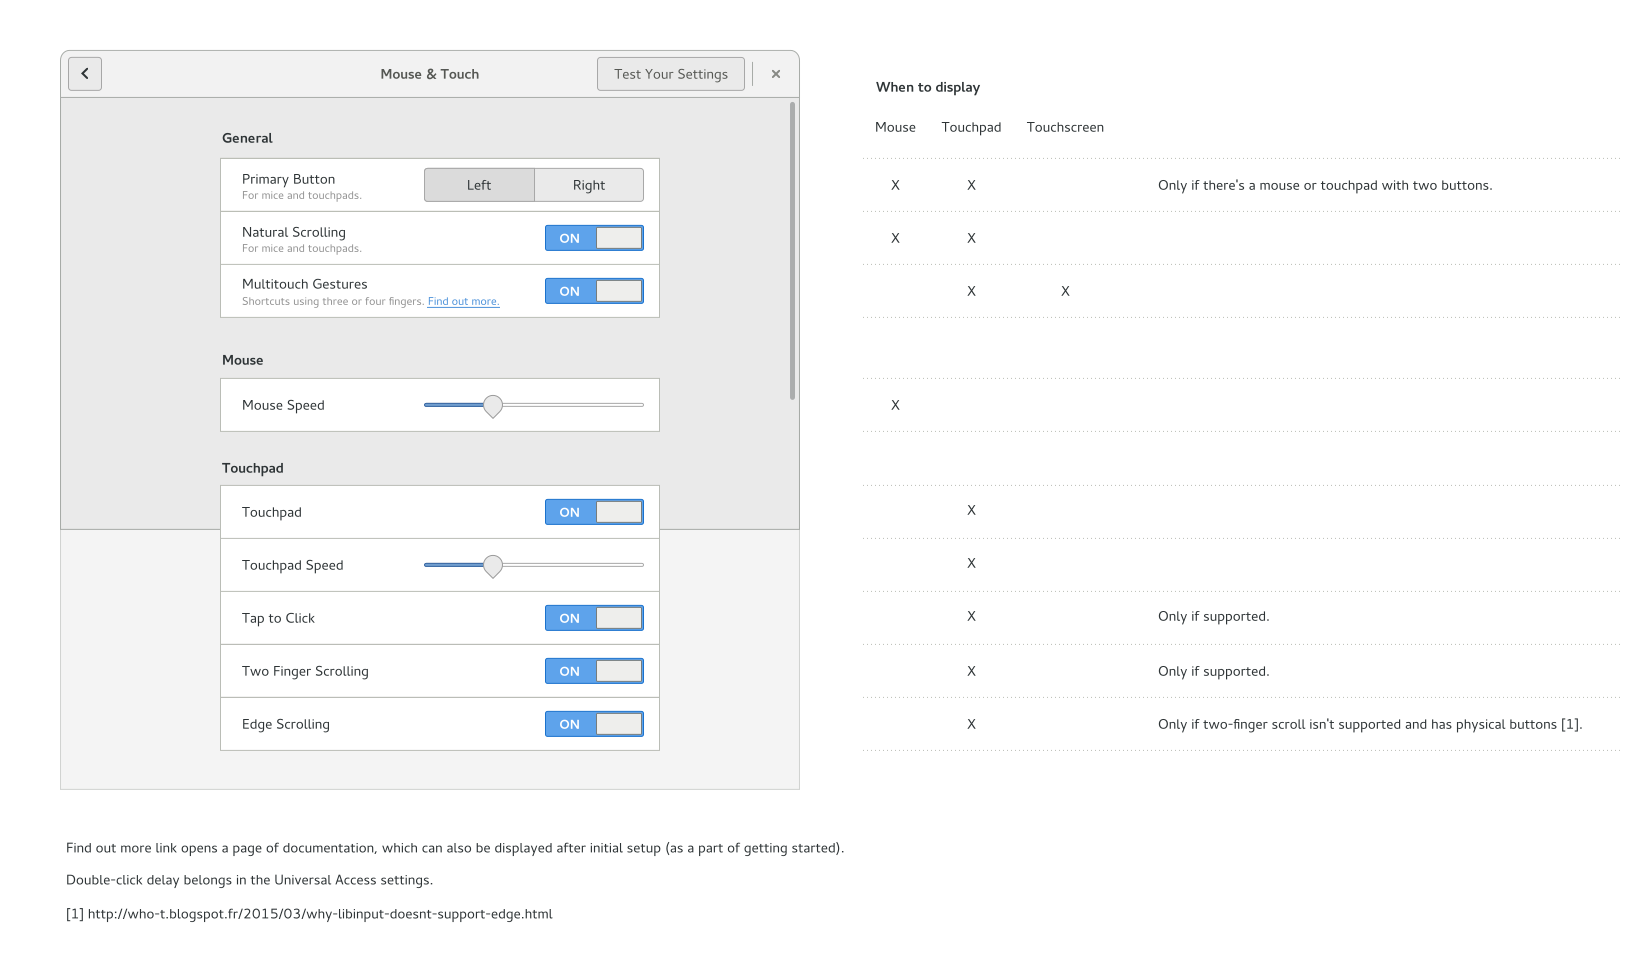 Mouse & Touch
Test Your Settings
When to display
Mouse Touchpad Touchscreen
General
Primary Button
For mice and touchpads.
Left Right
X X Only if there's a mouse or touchpad with two buttons.
Natural Scrolling
For mice and touchpads.
ON
X X
Multitouch Gestures
Shortcuts using three or four fingers. Find out more.
ON
X X
Mouse
Mouse Speed
X
Touchpad
Touchpad ON
X
Touchpad Speed
X
Tap to Click ON
X Only if supported.
Two Finger Scrolling ON
X Only if supported.
Edge Scrolling ON
X Only if two-finger scroll isn't supported and has physical buttons [1].
Find out more link opens a page of documentation, which can also be displayed after initial setup (as a part of getting started).
Double-click delay belongs in the Universal Access settings.
[1] http://who-t.blogspot.fr/2015/03/why-libinput-doesnt-support-edge.html